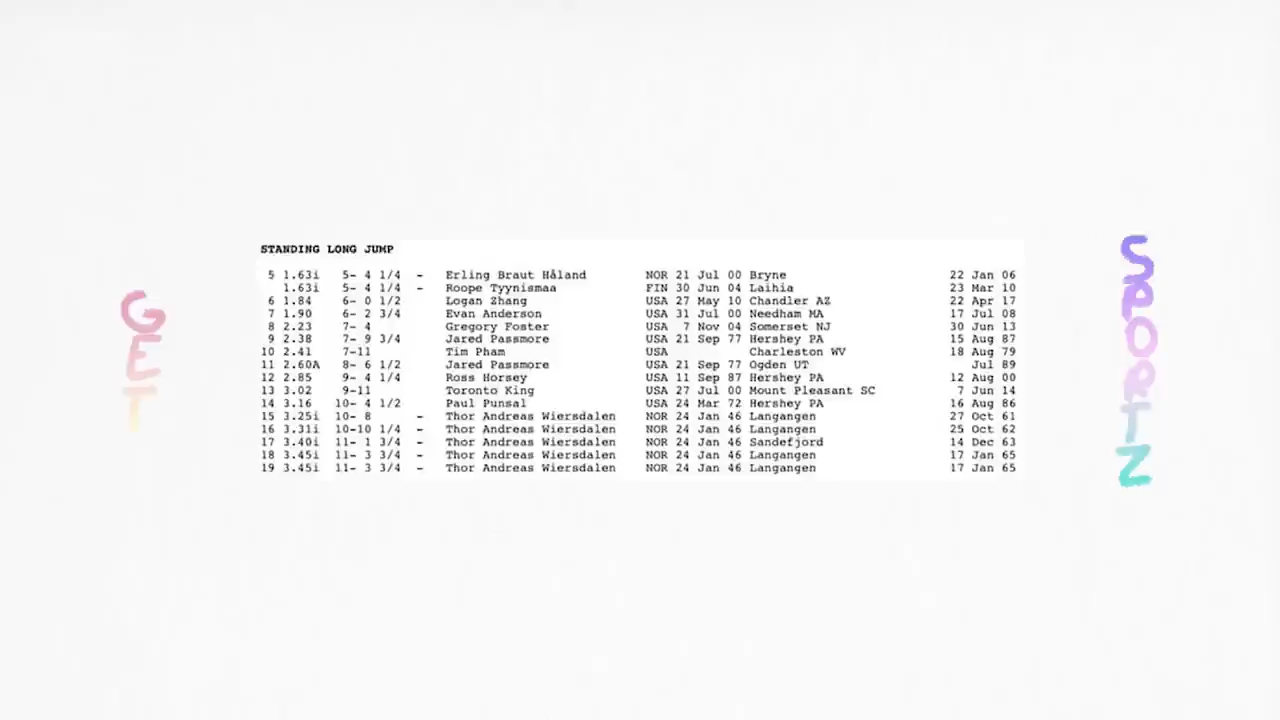 GET
STANDING LONG JUMP
5 1.63i 5- 4 1/4 - Erling Braut Håland NOR 21 Jul 00 Bryne 22 Jan 06
1.63i 5- 4 1/4 - Roope Tyynismaa FIN 30 Jun 04 Laihia 23 Mar 10
6 1.84 6- 0 1/2 Logan Zhang USA 27 May 10 Chandler AZ 22 Apr 17
7 1.90 6- 2 3/4 Evan Anderson USA 31 Jul 00 Needham MA 17 Jul 08
8 2.23 7- 4 Gregory Foster USA 7 Nov 04 Somerset NJ 30 Jun 13
9 2.38 7- 9 3/4 Jared Passmore USA 21 Sep 77 Hershey PA 15 Aug 87
10 2.41 7-11 Tim Pham USA Charleston WV 18 Aug 79
11 2.60A 8- 6 1/2 Jared Passmore USA 21 Sep 77 Ogden UT Jul 89
12 2.85 9- 4 1/4 Ross Horsey USA 11 Sep 87 Hershey PA 12 Aug 00
13 3.02 9-11 Toronto King USA 27 Jul 00 Mount Pleasant SC 7 Jun 14
14 3.16 10- 4 1/2 Paul Punsal USA 24 Mar 72 Hershey PA 16 Aug 86
15 3.25i 10- 8 - Thor Andreas Wiersdalen NOR 24 Jan 46 Langangen 27 Oct 61
16 3.31i 10-10 1/4 - Thor Andreas Wiersdalen NOR 24 Jan 46 Langangen 25 Oct 62
17 3.40i 11- 1 3/4 - Thor Andreas Wiersdalen NOR 24 Jan 46 Sandefjord 14 Dec 63
18 3.45i 11- 3 3/4 - Thor Andreas Wiersdalen NOR 24 Jan 46 Langangen 17 Jan 65
19 3.45i 11- 3 3/4 - Thor Andreas Wiersdalen NOR 24 Jan 46 Langangen 17 Jan 65
SPORTZ